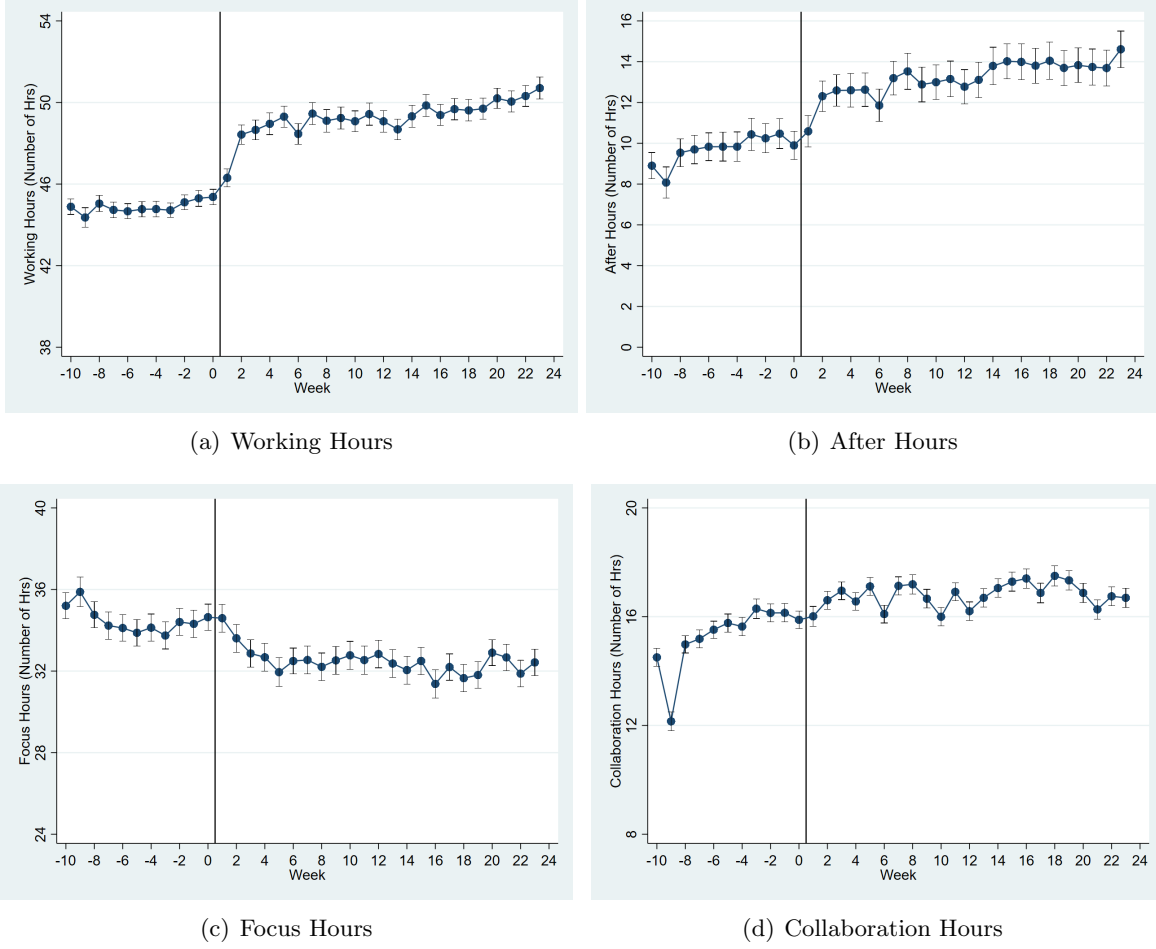 Working Hours (Number of Hrs)
54
50
46
42
38
-10 -8 -6 -4 -2 0 2 4 6 8 10 12 14 16 18 20 22 24
Week
(a) Working Hours
After Hours (Number of Hrs)
16
14
12
10
8
6
4
2
0
-10 -8 -6 -4 -2 0 2 4 6 8 10 12 14 16 18 20 22 24
Week
(b) After Hours
Focus Hours (Number of Hrs)
40
36
32
28
24
-10 -8 -6 -4 -2 0 2 4 6 8 10 12 14 16 18 20 22 24
Week
(c) Focus Hours
Collaboration Hours (Number of Hrs)
20
16
12
8
-10 -8 -6 -4 -2 0 2 4 6 8 10 12 14 16 18 20 22 24
Week
(d) Collaboration Hours